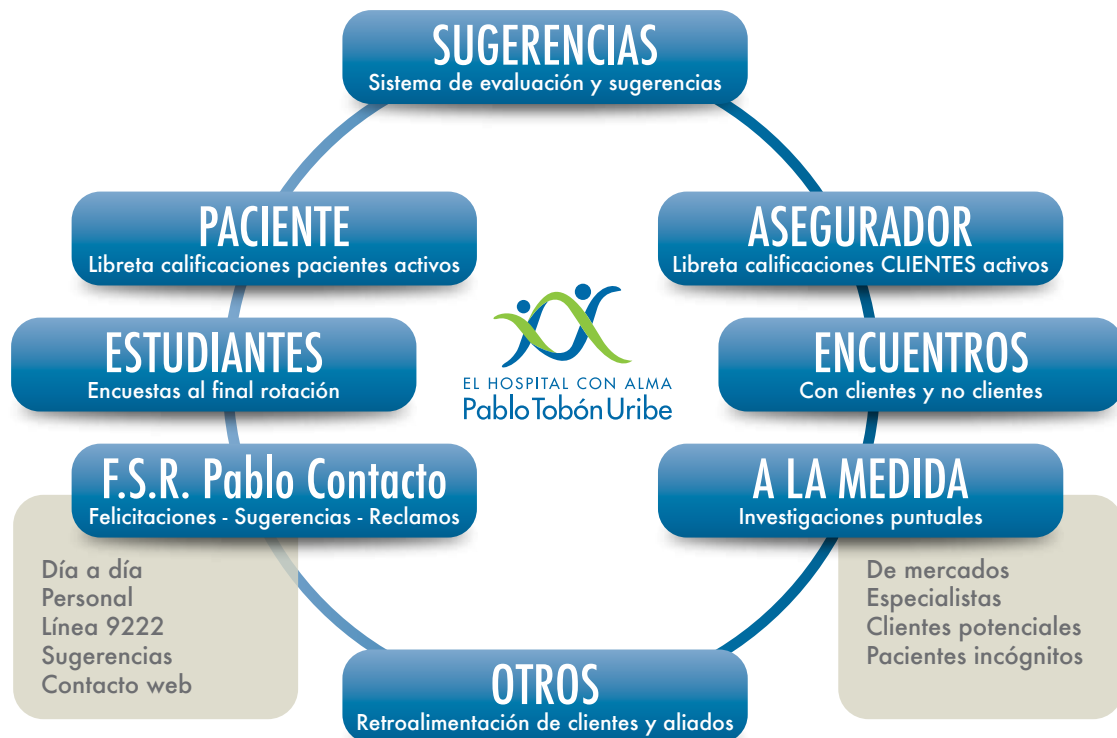 SUGERENCIAS
Sistema de evaluación y sugerencias
PACIENTE
Libreta calificaciones pacientes activos
ASEGURADOR
Libreta calificaciones CLIENTES activos
ESTUDIANTES
Encuestas al final rotación
EL HOSPITAL CON ALMA
Pablo Tobón Uribe
ENCUENTROS
Con clientes y no clientes
F.S.R. Pablo Contacto
Felicitaciones - Sugerencias - Reclamos
A LA MEDIDA
Investigaciones puntuales
Día a día
Personal
Línea 9222
Sugerencias
Contacto web
De mercados
Especialistas
Clientes potenciales
Pacientes incógnitos
OTROS
Retroalimentación de clientes y aliados